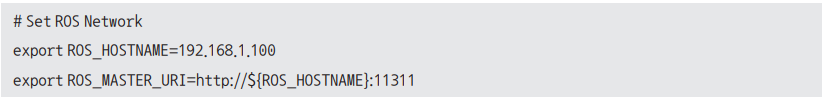 # Set ROS Network
export ROS_HOSTNAME=192.168.1.100
export ROS_MASTER_URI=http://${ROS_HOSTNAME}:11311